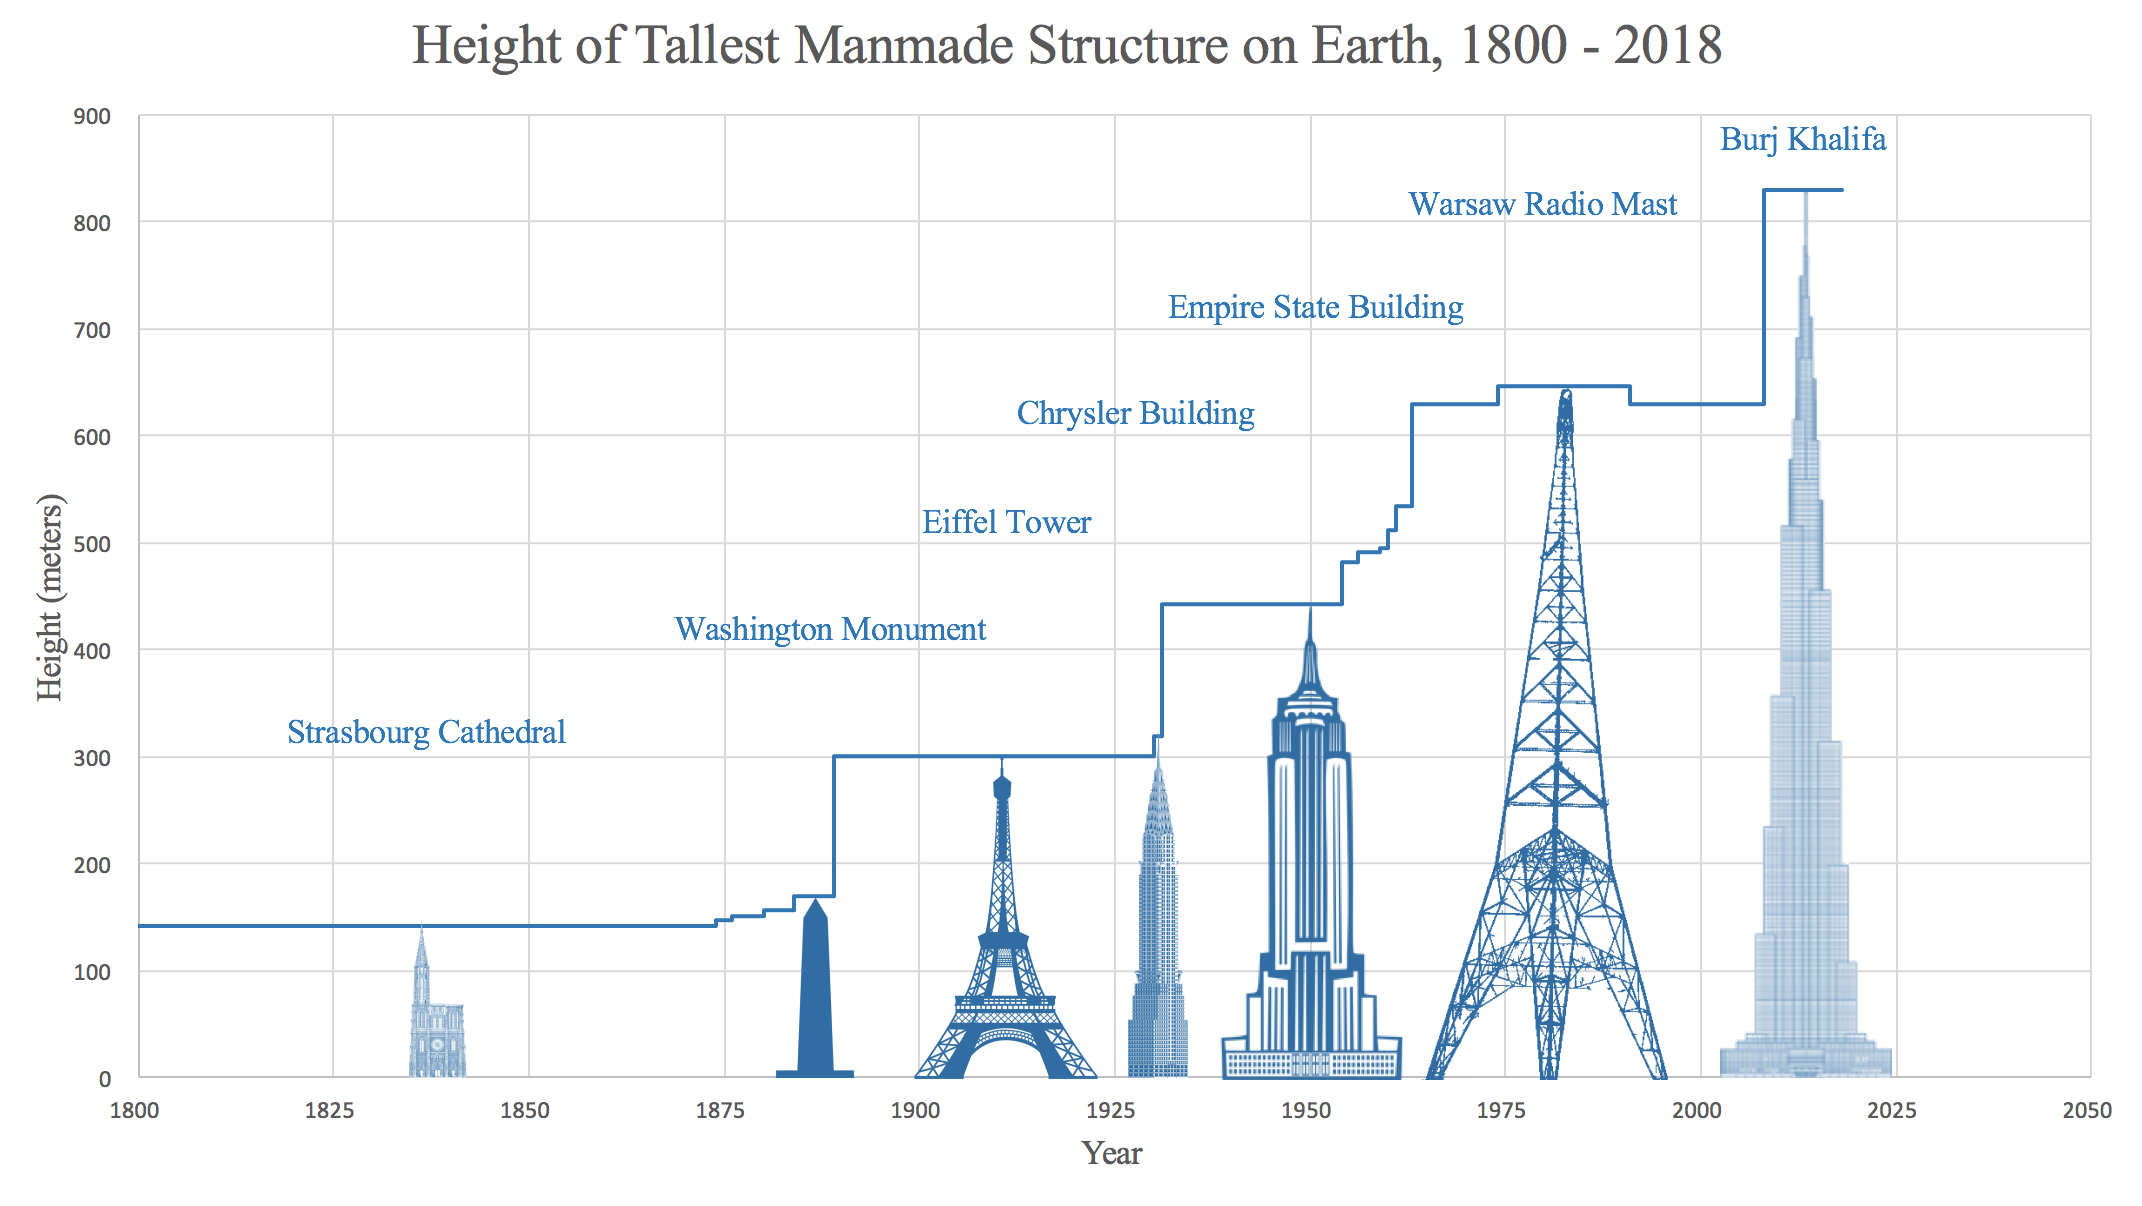 Height of Tallest Manmade Structure on Earth, 1800 - 2018
900
800
700
600
500
400
300
200
100
0
Height (meters)
Burj Khalifa
Warsaw Radio Mast
Empire State Building
Chrysler Building
Eiffel Tower
Washington Monument
Strasbourg Cathedral
1800 1825 1850 1875 1900 1925 1950 1975 2000 2025 2050
Year